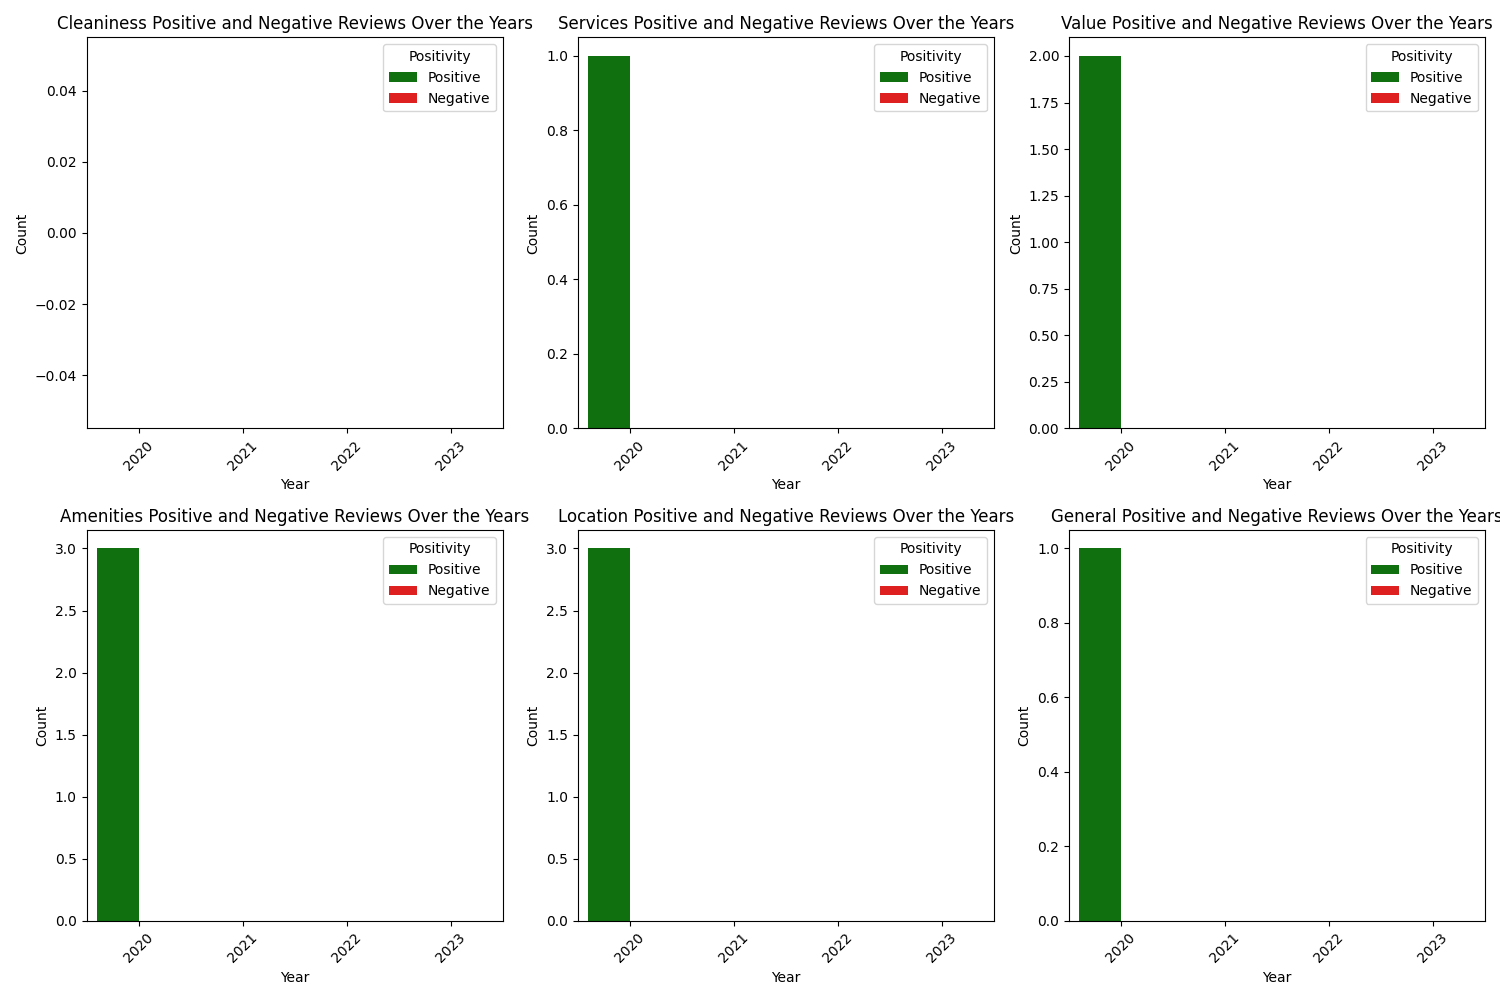 Cleaniness Positive and Negative Reviews Over the Years
Positivity
Positive
Negative
0.04
0.02
0.00
−0.02
−0.04
Count
2020
2021
2022
2023
Year
Services Positive and Negative Reviews Over the Years
Positivity
Positive
Negative
1.0
0.8
0.6
0.4
0.2
0.0
Count
2020
2021
2022
2023
Year
Value Positive and Negative Reviews Over the Years
Positivity
Positive
Negative
2.00
1.75
1.50
1.25
1.00
0.75
0.50
0.25
0.00
Count
2020
2021
2022
2023
Year
Amenities Positive and Negative Reviews Over the Years
Positivity
Positive
Negative
3.0
2.5
2.0
1.5
1.0
0.5
0.0
Count
2020
2021
2022
2023
Year
Location Positive and Negative Reviews Over the Years
Positivity
Positive
Negative
3.0
2.5
2.0
1.5
1.0
0.5
0.0
Count
2020
2021
2022
2023
Year
General Positive and Negative Reviews Over the Years
Positivity
Positive
Negative
1.0
0.8
0.6
0.4
0.2
0.0
Count
2020
2021
2022
2023
Year